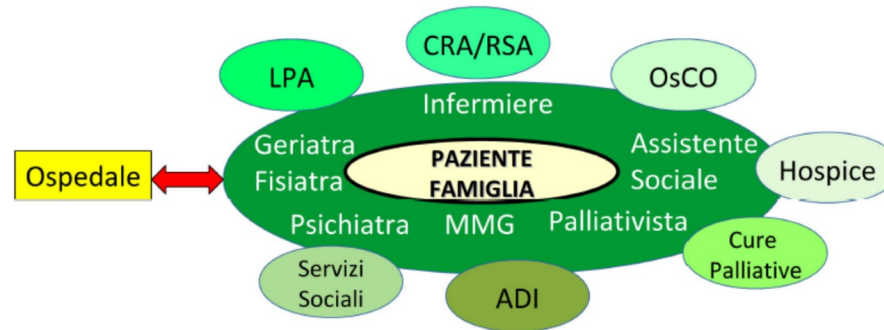 CRA/RSA
LPA
OsCO
Infermiere
Geriatra
Fisiatra
PAZIENTE
FAMIGLIA
Assistente
Sociale
Ospedale
Hospice
Psichiatra
MMG
Palliativista
Cure
Palliative
Servizi
Sociali
ADI